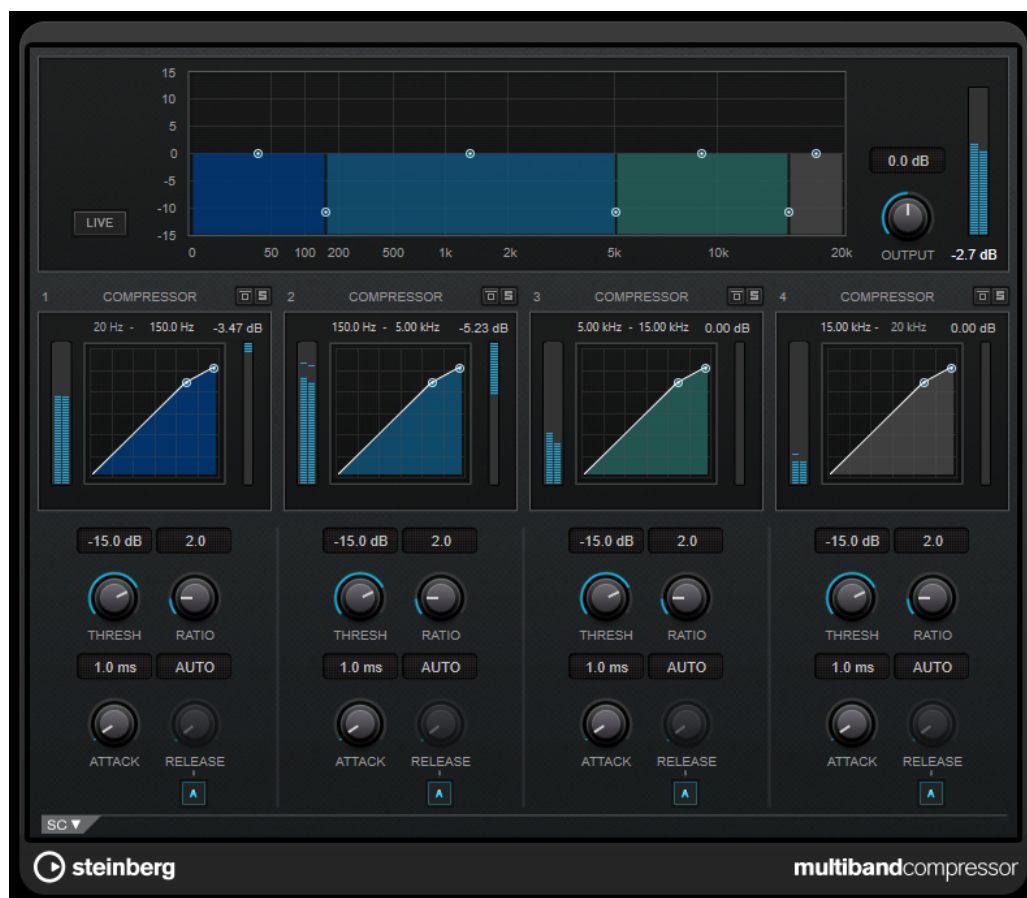 15
10
5
0
-5
-10
-15
LIVE
0 50 100 200 500 1k 2k 5k 10k 20k
0.0 dB
OUTPUT -2.7 dB
1 COMPRESSOR S 2 COMPRESSOR S 3 COMPRESSOR S 4 COMPRESSOR S
20 Hz - 150.0 Hz -3.47 dB 150.0 Hz - 5.00 kHz -5.23 dB 5.00 kHz - 15.00 kHz 0.00 dB 15.00 kHz - 20 kHz 0.00 dB
-15.0 dB 2.0 -15.0 dB 2.0 -15.0 dB 2.0 -15.0 dB 2.0
THRESH RATIO THRESH RATIO THRESH RATIO THRESH RATIO
1.0 ms AUTO 1.0 ms AUTO 1.0 ms AUTO 1.0 ms AUTO
ATTACK RELEASE ATTACK RELEASE ATTACK RELEASE ATTACK RELEASE
A A A A
SC ▼
steinberg multibandcompressor